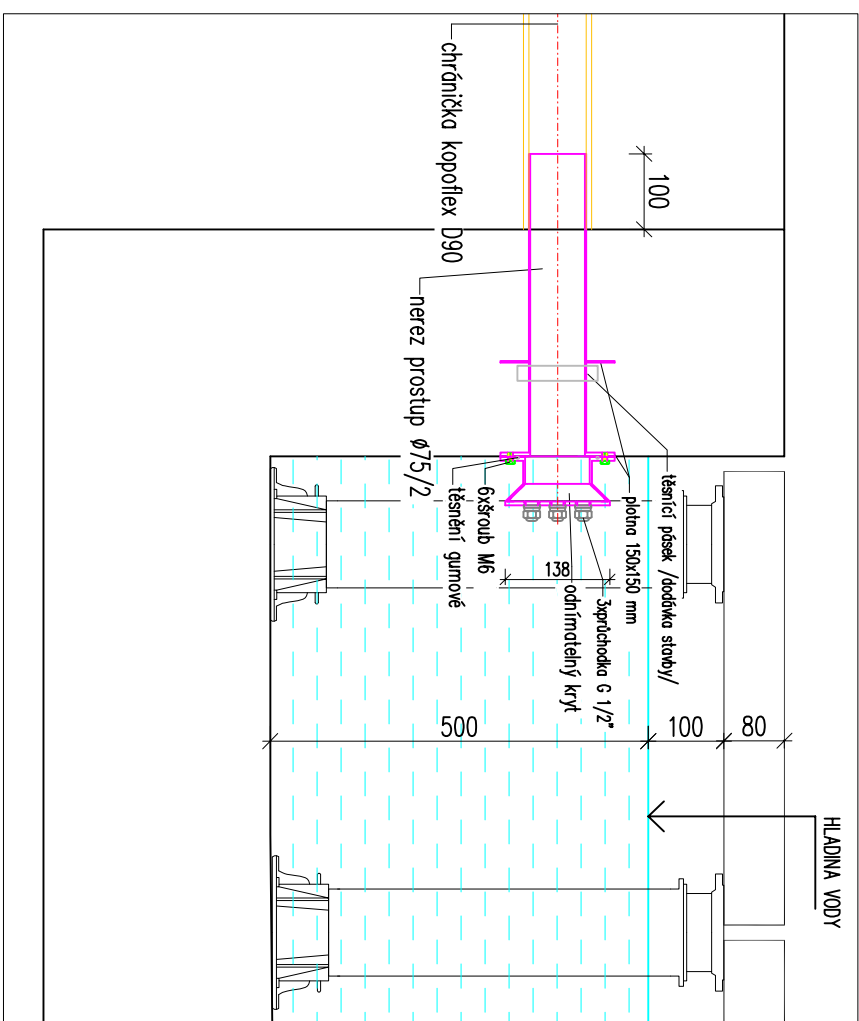 HLADINA VODY
80
100
500
100
těsnící pásek /dodávka stavby/
plotna 150x150 mm
3xprůchodka G 1/2"
odnímatelný kryt
138
6xšroub M6
těsnění gumové
nerez prostup ø75/2
chránička kopoflex D90